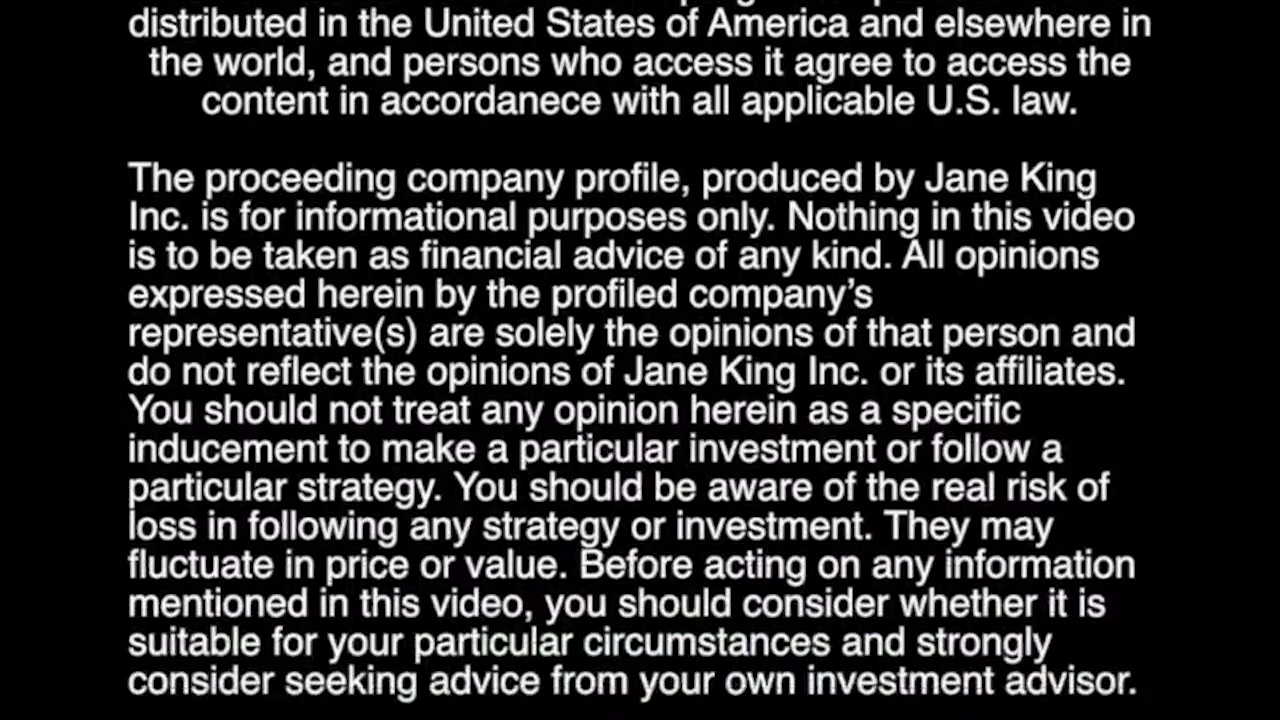 distributed in the United States of America and elsewhere in
the world, and persons who access it agree to access the
content in accordanece with all applicable U.S. law.
The proceeding company profile, produced by Jane King
Inc. is for informational purposes only. Nothing in this video
is to be taken as financial advice of any kind. All opinions
expressed herein by the profiled company’s
representative(s) are solely the opinions of that person and
do not reflect the opinions of Jane King Inc. or its affiliates.
You should not treat any opinion herein as a specific
inducement to make a particular investment or follow a
particular strategy. You should be aware of the real risk of
loss in following any strategy or investment. They may
fluctuate in price or value. Before acting on any information
mentioned in this video, you should consider whether it is
suitable for your particular circumstances and strongly
consider seeking advice from your own investment advisor.